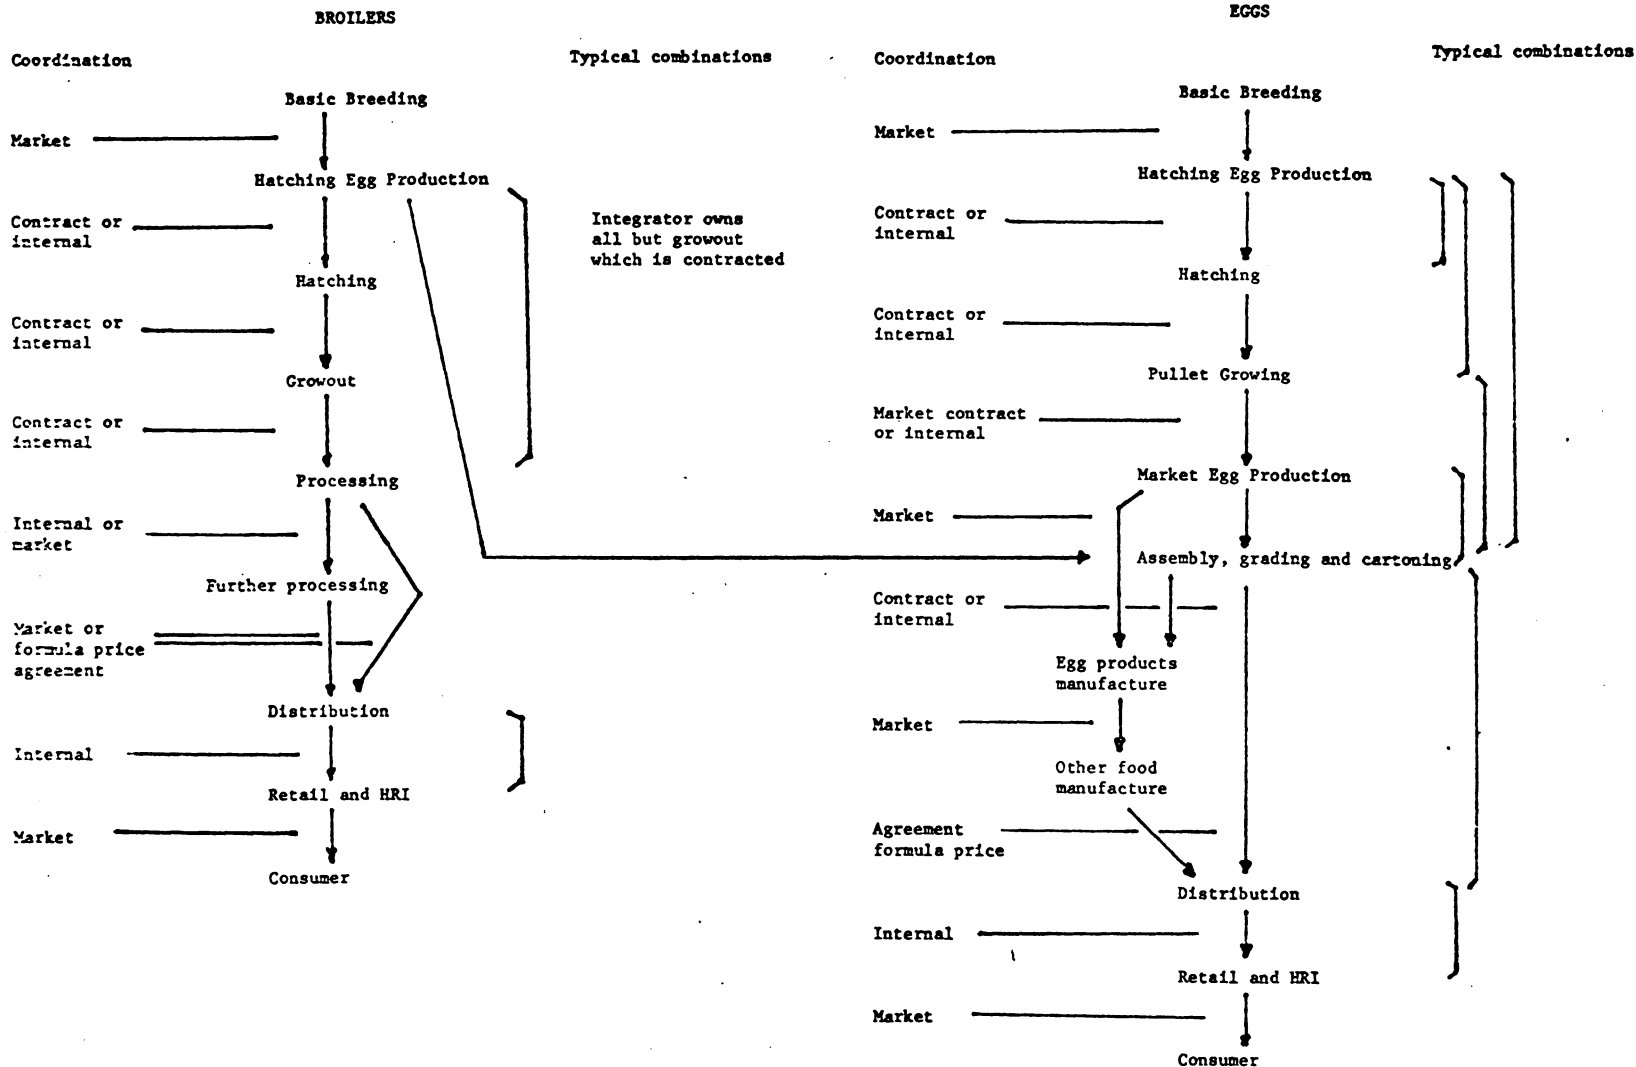 BROILERS
Coordination
Typical combinations
Basic Breeding
Market
Hatching Egg Production
Contract or
internal
Integrator owns
all but growout
which is contracted
Hatching
Contract or
internal
Growout
Contract or
internal
Processing
Internal or
market
Further processing
Market or
formula price
agreement
Distribution
Internal
Retail and HRI
Market
Consumer
EGGS
Coordination
Typical combinations
Basic Breeding
Market
Hatching Egg Production
Contract or
internal
Hatching
Contract or
internal
Pullet Growing
Market contract
or internal
Market Egg Production
Market
Assembly, grading and cartoning
Contract or
internal
Egg products
manufacture
Market
Other food
manufacture
Agreement
formula price
Distribution
Internal
Retail and HRI
Market
Consumer